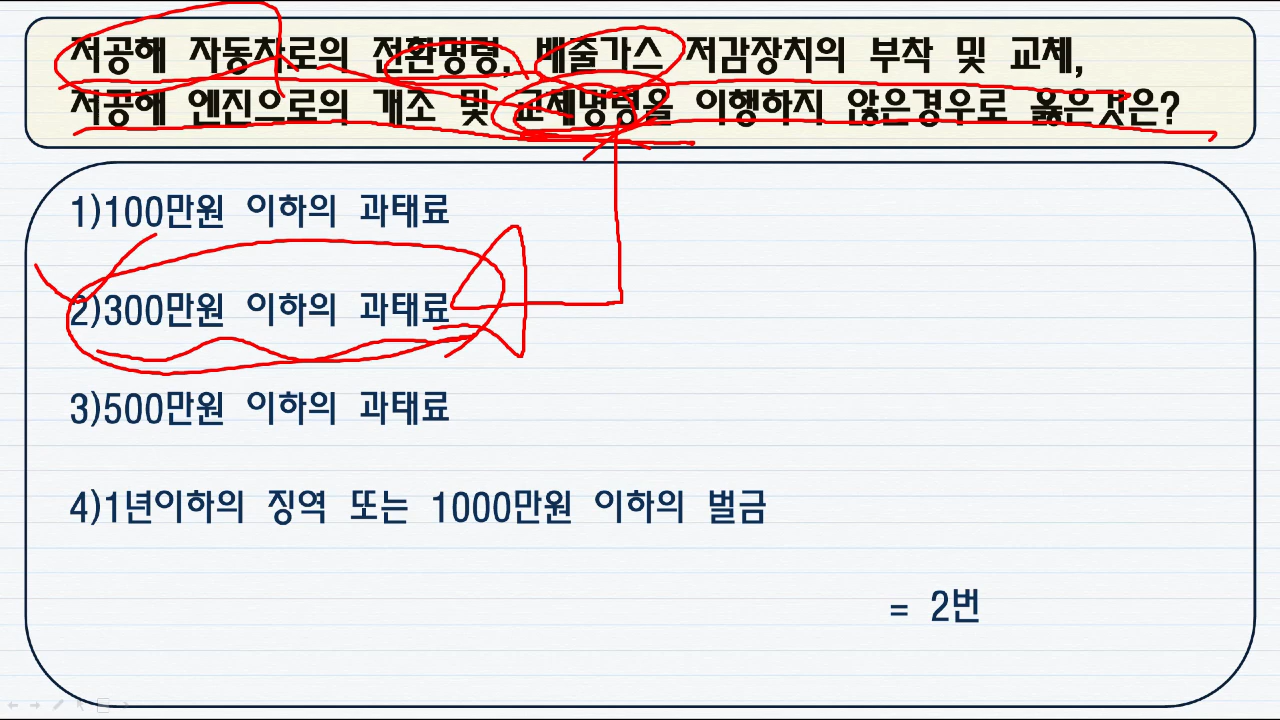 저공해 자동차로의 전환명령, 배출가스 저감장치의 부착 및 교체,
저공해 엔진으로의 개조 및 교체명령을 이행하지 않은경우로 옳은것은?
1)100만원 이하의 과태료
2)300만원 이하의 과태료
3)500만원 이하의 과태료
4)1년이하의 징역 또는 1000만원 이하의 벌금
= 2번